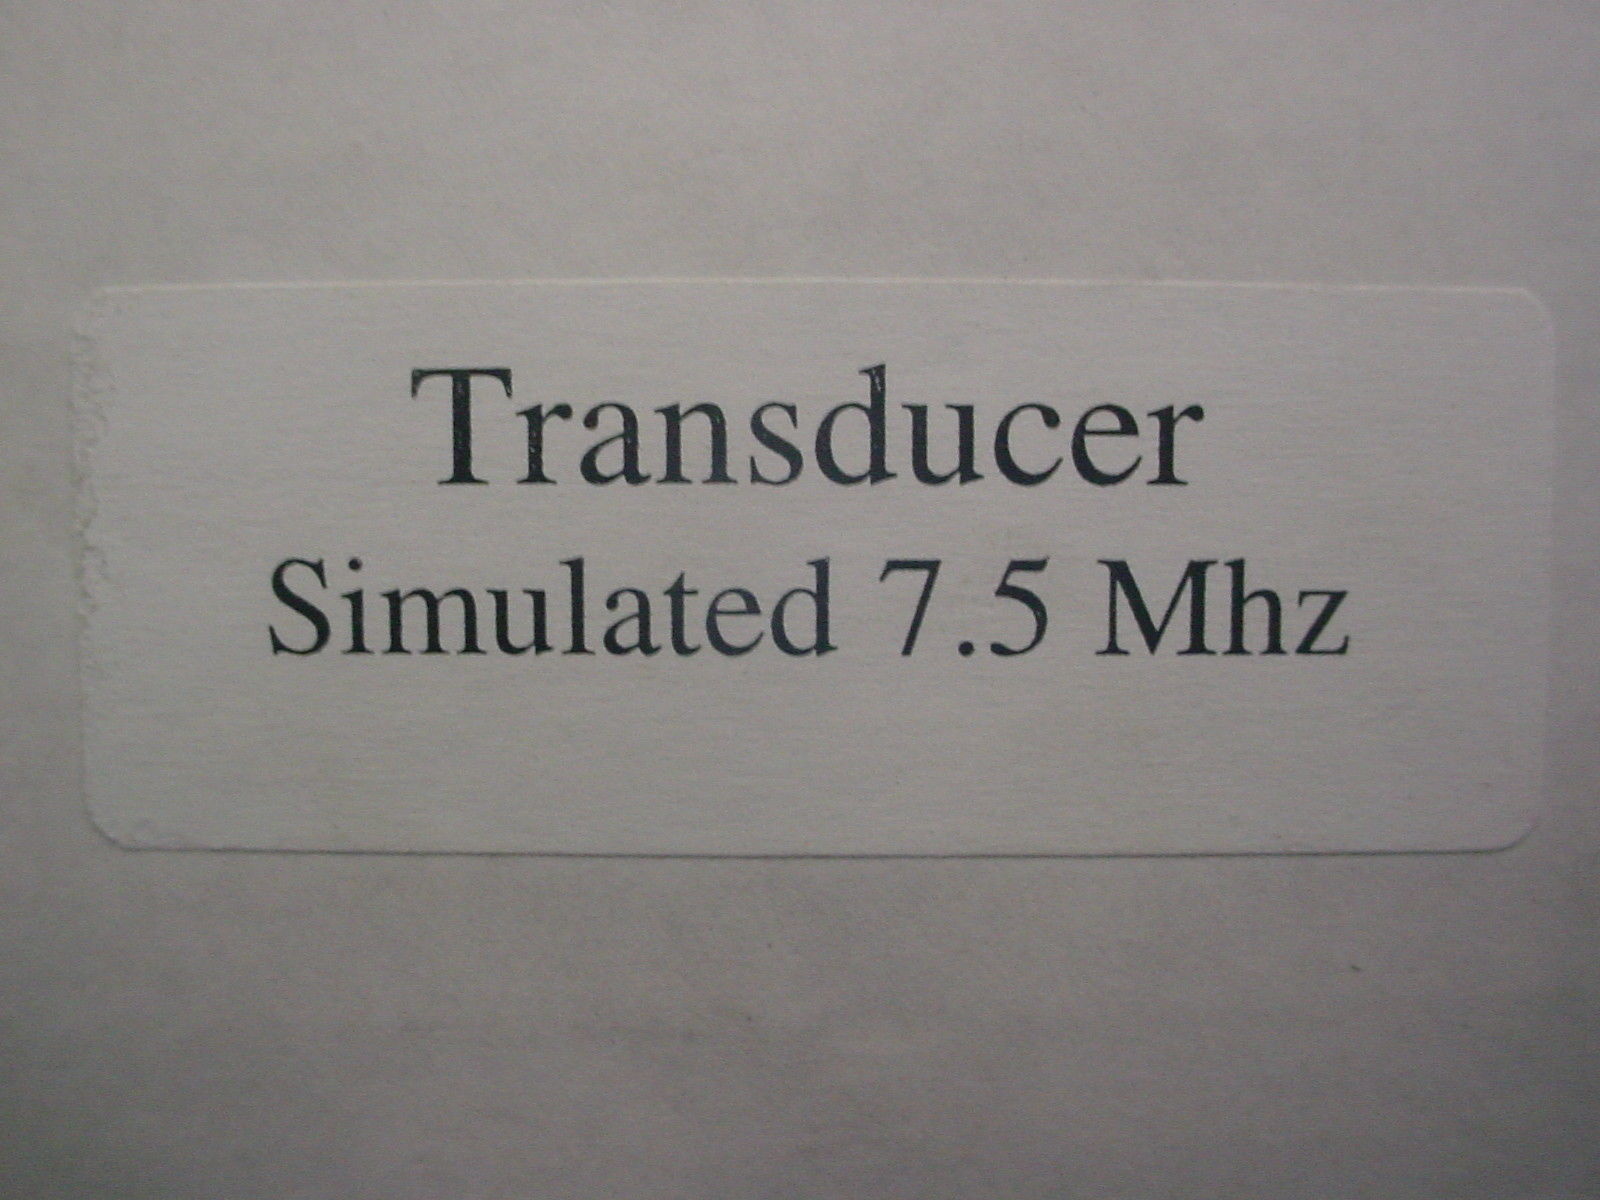 Transducer
Simulated 7.5 Mhz